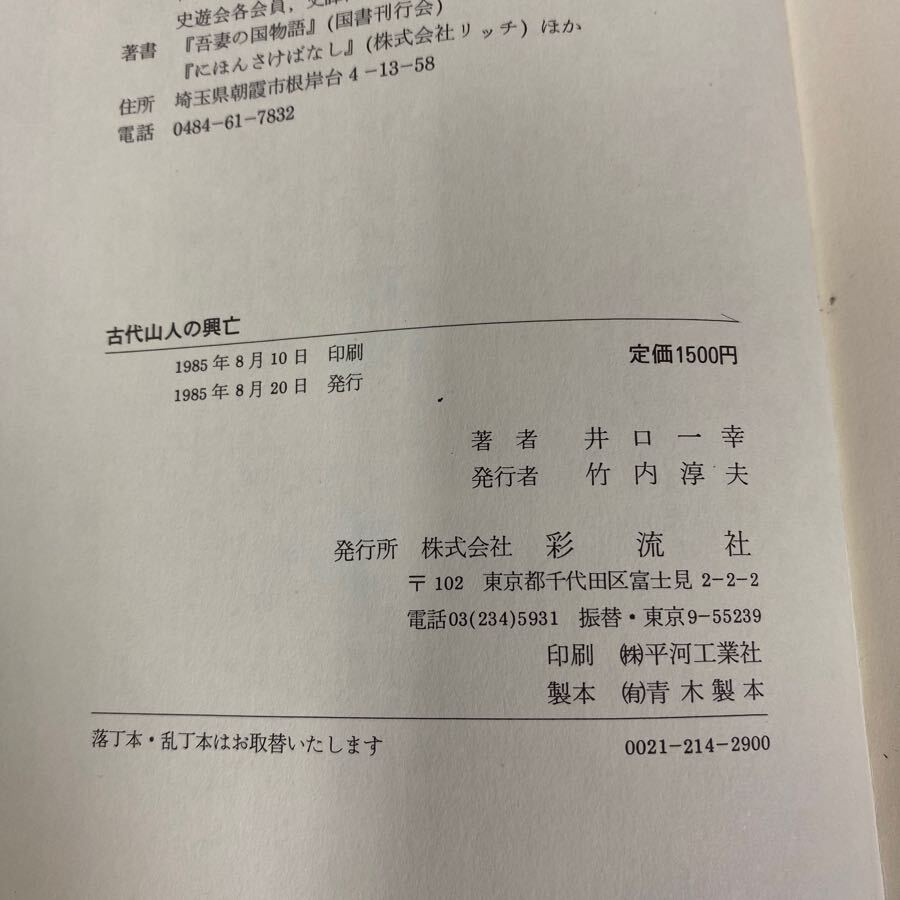 史遊会各会員，史譚
著書 『吾妻の国物語』(国書刊行会)
『にほんさけばなし』(株式会社リッチ) ほか
住所 埼玉県朝霞市根岸台4-13-58
電話 0484-61-7832
古代山人の興亡
1985年8月10日 印刷
定価1500円
1985年8月20日 発行
著者 井口一幸
発行者 竹内淳夫
発行所 株式会社 彩流社
〒102 東京都千代田区富士見2-2-2
電話03(234)5931 振替・東京9-55239
印刷 ㈱平河工業社
製本 ㈲青木製本
落丁本・乱丁本はお取替いたします
0021-214-2900